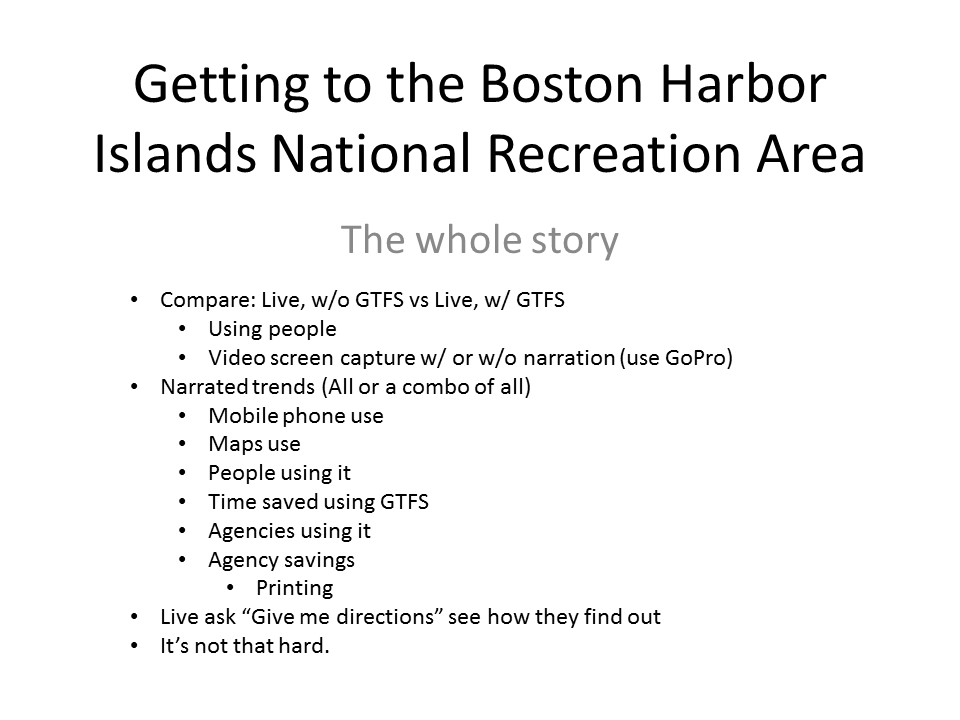 Getting to the Boston Harbor
Islands National Recreation Area
The whole story
• Compare: Live, w/o GTFS vs Live, w/ GTFS
• Using people
• Video screen capture w/ or w/o narration (use GoPro)
• Narrated trends (All or a combo of all)
• Mobile phone use
• Maps use
• People using it
• Time saved using GTFS
• Agencies using it
• Agency savings
• Printing
• Live ask “Give me directions” see how they find out
• It’s not that hard.